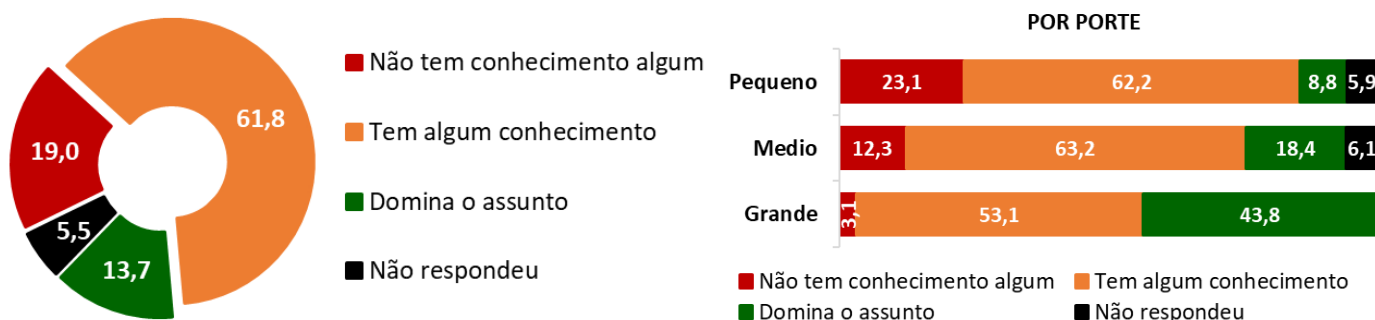 61,8
19,0
5,5
13,7
Não tem conhecimento algum
Tem algum conhecimento
Domina o assunto
Não respondeu
POR PORTE
Pequeno 23,1 62,2 8,8 5,9
Medio 12,3 63,2 18,4 6,1
Grande 3,1 53,1 43,8
Não tem conhecimento algum Tem algum conhecimento
Domina o assunto Não respondeu